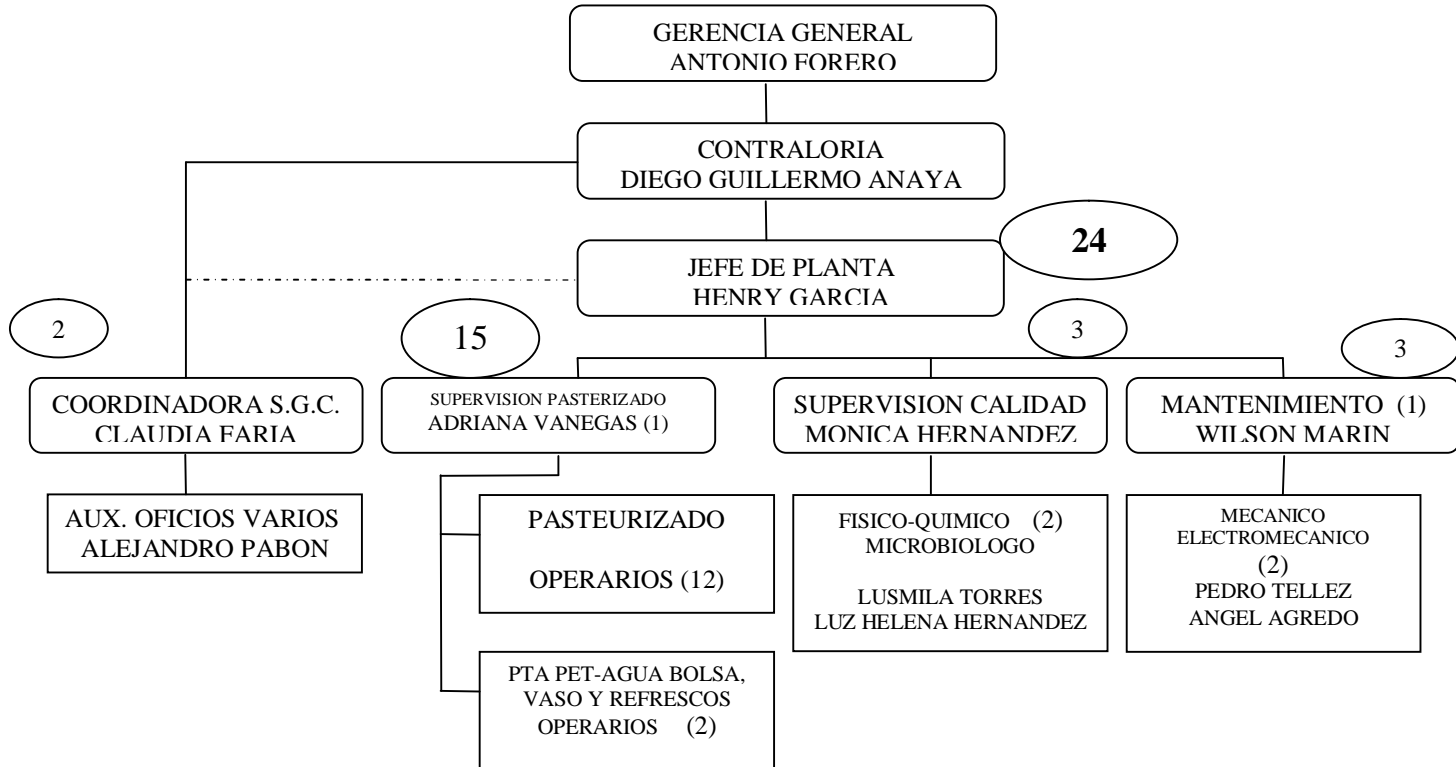 GERENCIA GENERAL
ANTONIO FORERO
CONTRALORIA
DIEGO GUILLERMO ANAYA
24
JEFE DE PLANTA
HENRY GARCIA
2
15
3
3
COORDINADORA S.G.C.
CLAUDIA FARIA
SUPERVISION PASTERIZADO
ADRIANA VANEGAS (1)
SUPERVISION CALIDAD
MONICA HERNANDEZ
MANTENIMIENTO (1)
WILSON MARIN
AUX. OFICIOS VARIOS
ALEJANDRO PABON
PASTEURIZADO
OPERARIOS (12)
FISICO-QUIMICO (2)
MICROBIOLOGO
LUSMILA TORRES
LUZ HELENA HERNANDEZ
MECANICO
ELECTROMECANICO
(2)
PEDRO TELLEZ
ANGEL AGREDO
PTA PET-AGUA BOLSA,
VASO Y REFRESCOS
OPERARIOS (2)